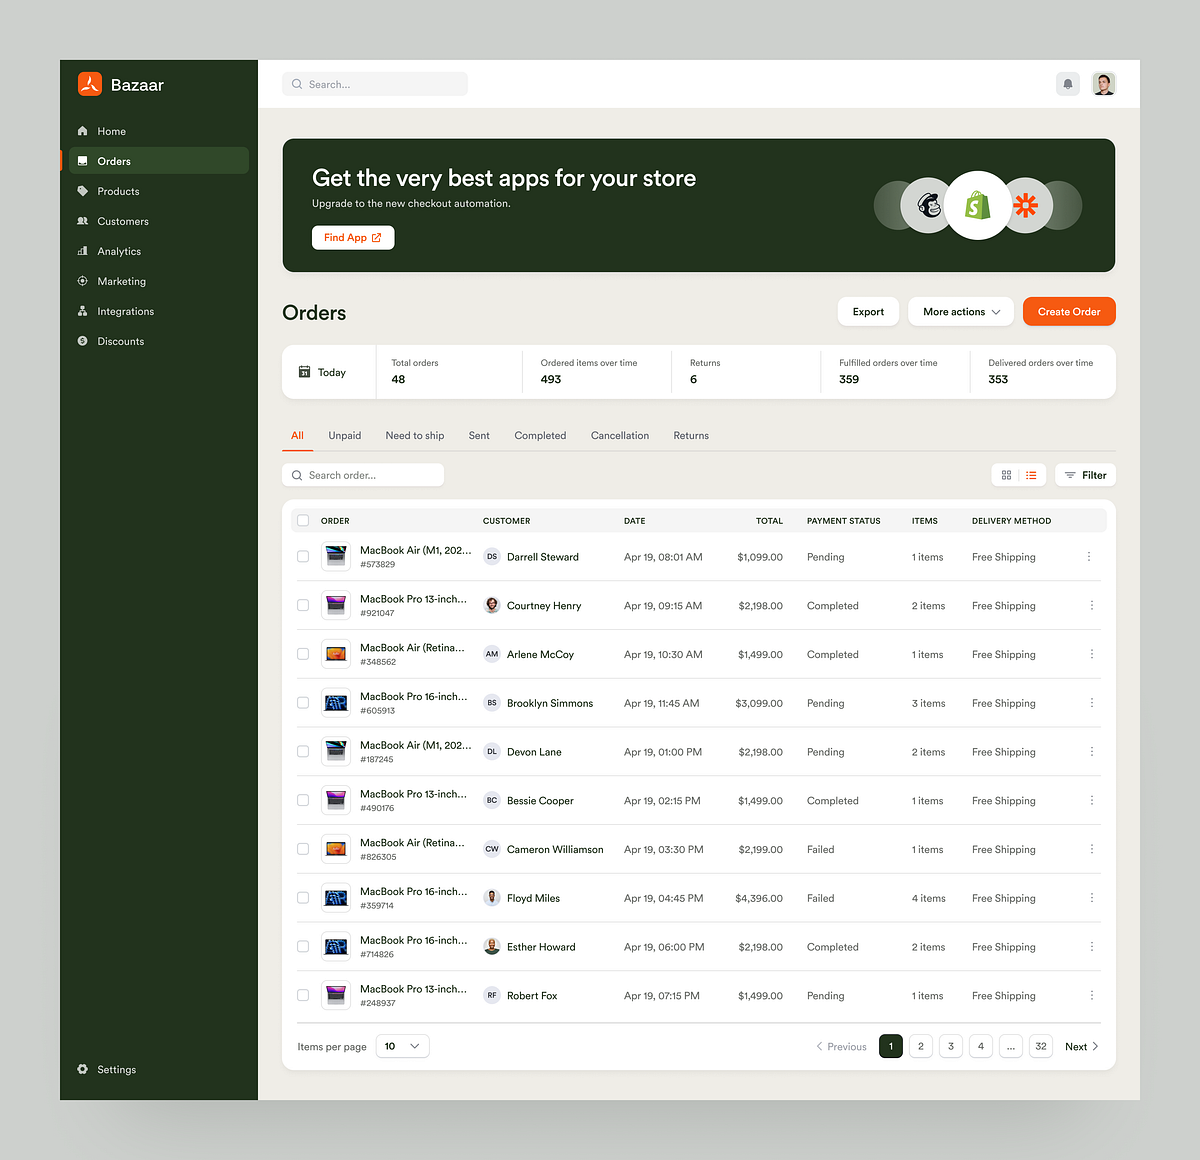 Bazaar
Search...
Home
Orders
Products
Customers
Analytics
Marketing
Integrations
Discounts
Settings
Get the very best apps for your store
Upgrade to the new checkout automation.
Find App
Orders
Export
More actions
Create Order
31
Today
Total orders
48
Ordered items over time
493
Returns
6
Fulfilled orders over time
359
Delivered orders over time
353
All Unpaid Need to ship Sent Completed Cancellation Returns
Search order...
Filter
ORDER CUSTOMER DATE TOTAL PAYMENT STATUS ITEMS DELIVERY METHOD
MacBook Air (M1, 202... DS Darrell Steward Apr 19, 08:01 AM $1,099.00 Pending 1 items Free Shipping
#573829
MacBook Pro 13-inch... Courtney Henry Apr 19, 09:15 AM $2,198.00 Completed 2 items Free Shipping
#921047
MacBook Air (Retina... AM Arlene McCoy Apr 19, 10:30 AM $1,499.00 Completed 1 items Free Shipping
#348562
MacBook Pro 16-inch... BS Brooklyn Simmons Apr 19, 11:45 AM $3,099.00 Pending 3 items Free Shipping
#605913
MacBook Air (M1, 202... DL Devon Lane Apr 19, 01:00 PM $2,198.00 Pending 2 items Free Shipping
#187245
MacBook Pro 13-inch... BC Bessie Cooper Apr 19, 02:15 PM $1,499.00 Completed 1 items Free Shipping
#490176
MacBook Air (Retina... CW Cameron Williamson Apr 19, 03:30 PM $2,199.00 Failed 1 items Free Shipping
#826305
MacBook Pro 16-inch... Floyd Miles Apr 19, 04:45 PM $4,396.00 Failed 4 items Free Shipping
#359714
MacBook Pro 16-inch... Esther Howard Apr 19, 06:00 PM $2,198.00 Completed 2 items Free Shipping
#714826
MacBook Pro 13-inch... RF Robert Fox Apr 19, 07:15 PM $1,499.00 Pending 1 items Free Shipping
#248937
Items per page 10 Previous 1 2 3 4 ... 32 Next